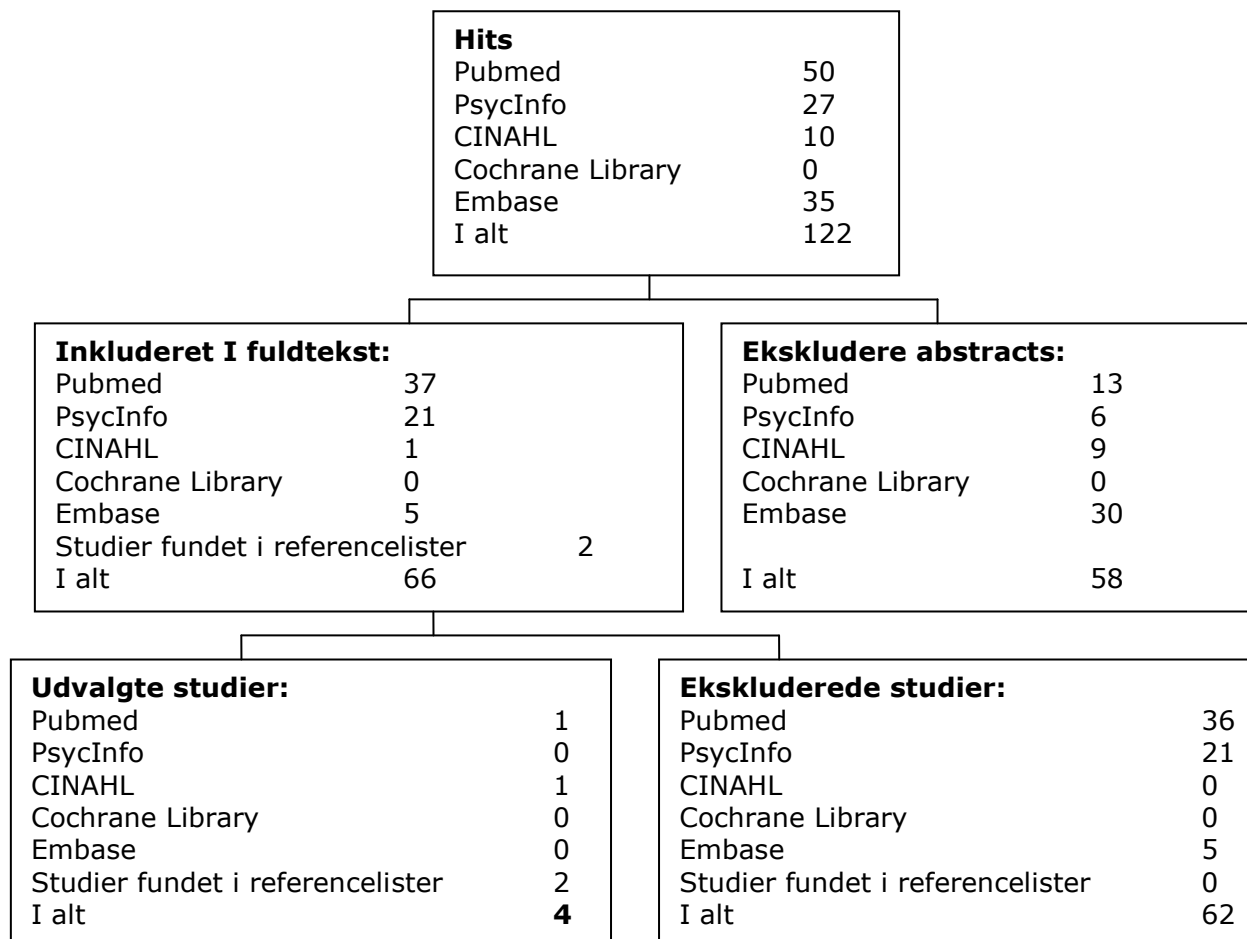 Hits
Pubmed 50
PsycInfo 27
CINAHL 10
Cochrane Library 0
Embase 35
I alt 122
Inkluderet I fuldtekst:
Pubmed 37
PsycInfo 21
CINAHL 1
Cochrane Library 0
Embase 5
Studier fundet i referencelister 2
I alt 66
Ekskludere abstracts:
Pubmed 13
PsycInfo 6
CINAHL 9
Cochrane Library 0
Embase 30
I alt 58
Udvalgte studier:
Pubmed 1
PsycInfo 0
CINAHL 1
Cochrane Library 0
Embase 0
Studier fundet i referencelister 2
I alt 4
Ekskluderede studier:
Pubmed 36
PsycInfo 21
CINAHL 0
Cochrane Library 0
Embase 5
Studier fundet i referencelister 0
I alt 62